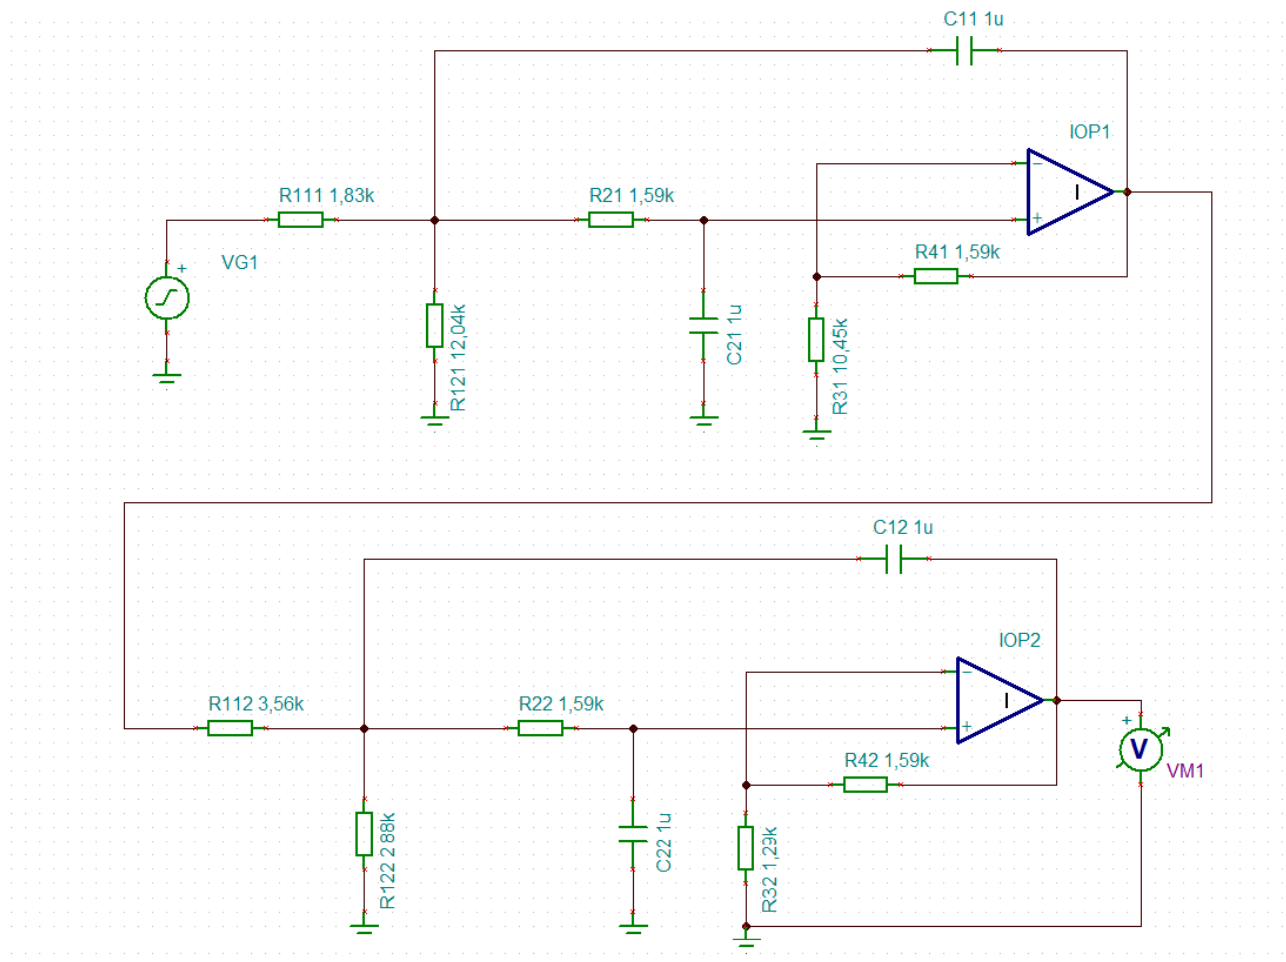 C11 1u
IOP1
R111 1,83k
R21 1,59k
R41 1,59k
VG1
+
−
+
R121 12,04k
C21 1u
R31 10,45k
C12 1u
IOP2
R112 3,56k
R22 1,59k
−
+
R42 1,59k
+
V
VM1
R122 2 88k
C22 1u
R32 1,29k